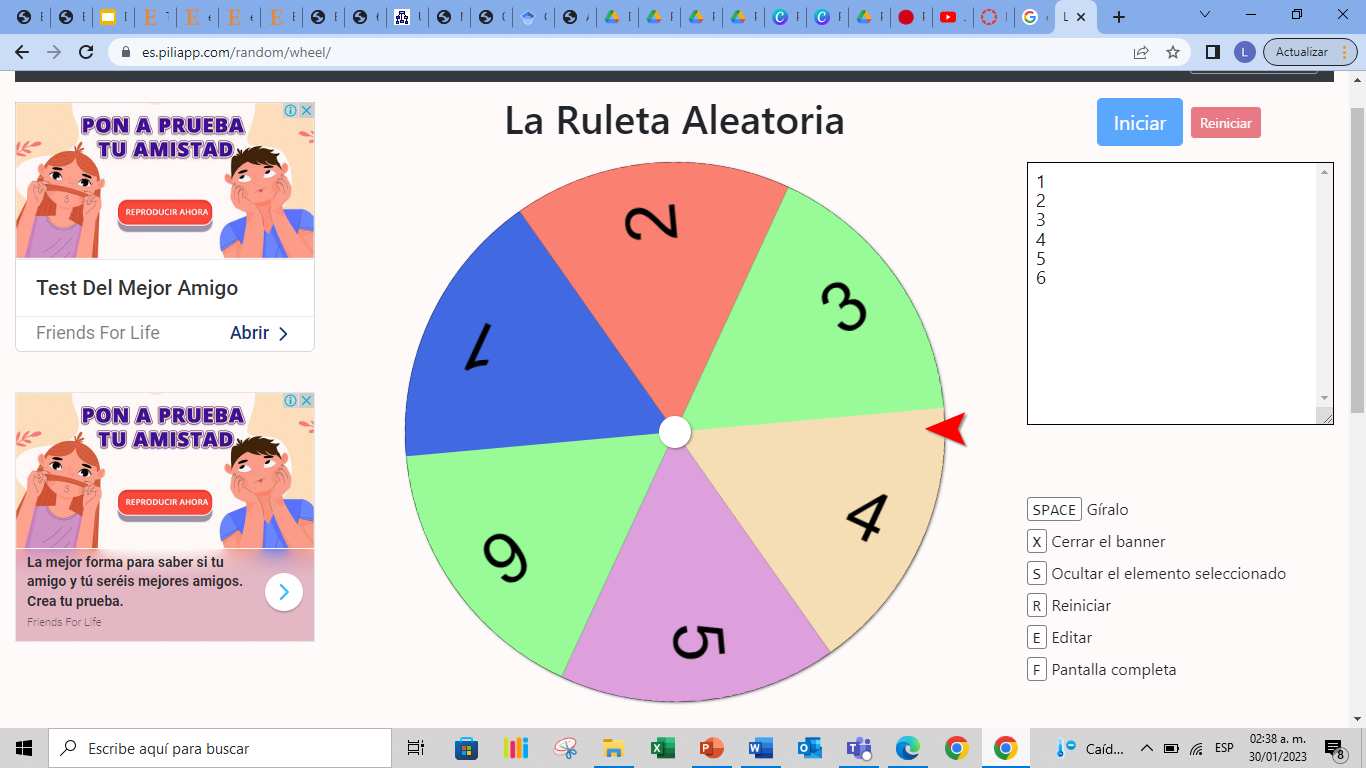 es.piliapp.com/random/wheel/
L
Actualizar
PON A PRUEBA
TU AMISTAD
REPRODUCIR AHORA
Test Del Mejor Amigo
Friends For Life
Abrir
PON A PRUEBA
TU AMISTAD
REPRODUCIR AHORA
La mejor forma para saber si tu
amigo y tú seréis mejores amigos.
Crea tu prueba.
Friends For Life
La Ruleta Aleatoria
1
2
3
4
5
6
Iniciar
Reiniciar
1
2
3
4
5
6
SPACE Gíralo
X Cerrar el banner
S Ocultar el elemento seleccionado
R Reiniciar
E Editar
F Pantalla completa
Escribe aquí para buscar
Caíd...
ESP
02:38 a. m.
30/01/2023
8